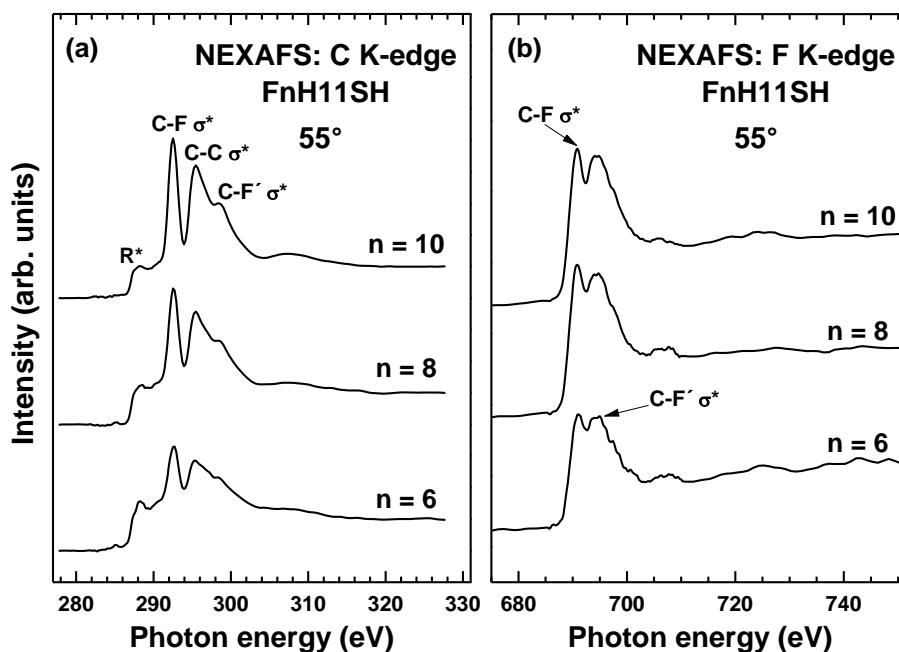 (a)
NEXAFS: C K-edge
FnH11SH
55°
C-F σ*
C-C σ*
C-F´ σ*
R*
n = 10
n = 8
n = 6
280 290 300 310 320 330
Photon energy (eV)
Intensity (arb. units)
(b)
NEXAFS: F K-edge
FnH11SH
55°
C-F σ*
n = 10
n = 8
C-F´ σ*
n = 6
680 700 720 740
Photon energy (eV)